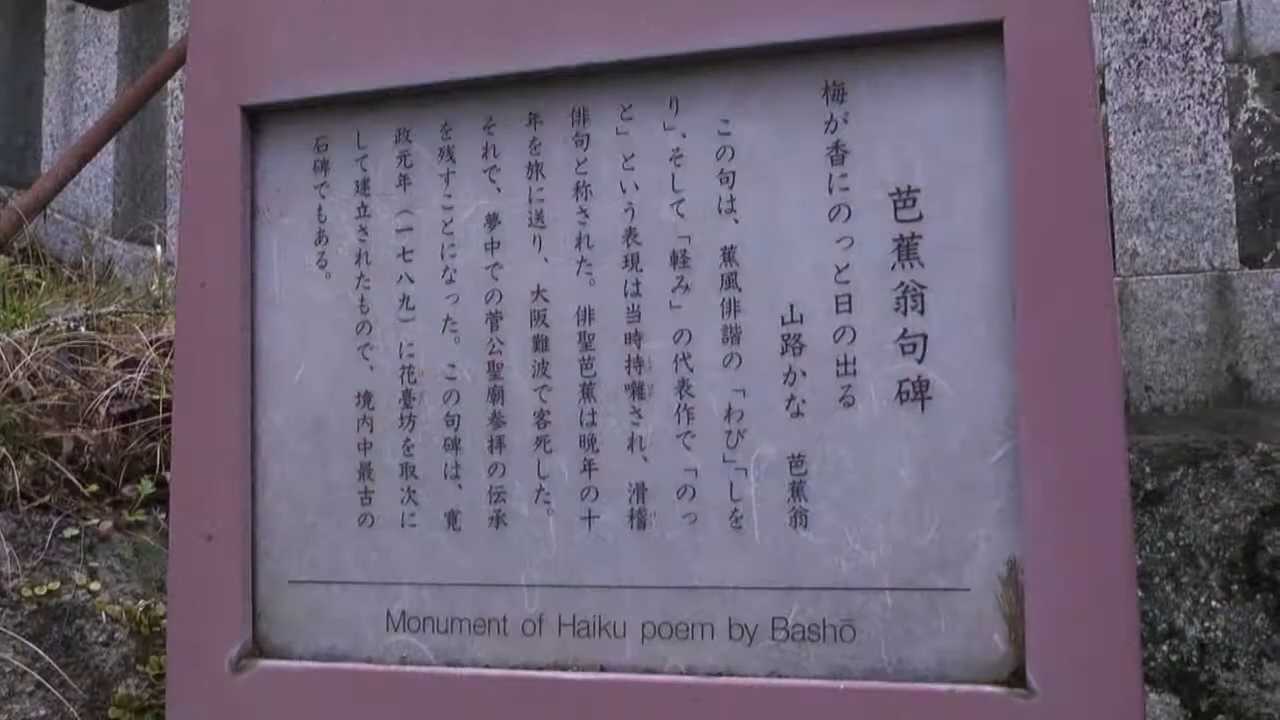 芭蕉翁句碑
梅が香にのっと日の出る
山路かな　芭蕉翁
この句は、蕉風俳諧の「わび」「しを
り」、そして「軽み」の代表作で「のっ
と」という表現は当時持囃され、滑稽
俳句と称された。俳聖芭蕉は晩年の十
年を旅に送り、大阪難波で客死した。
それで、夢中での菅公聖廟参拝の伝承
を残すことになった。この句碑は、寛
政元年（一七八九）に花臺坊を取次に
して建立されたもので、境内中最古の
石碑でもある。
Monument of Haiku poem by Bashō